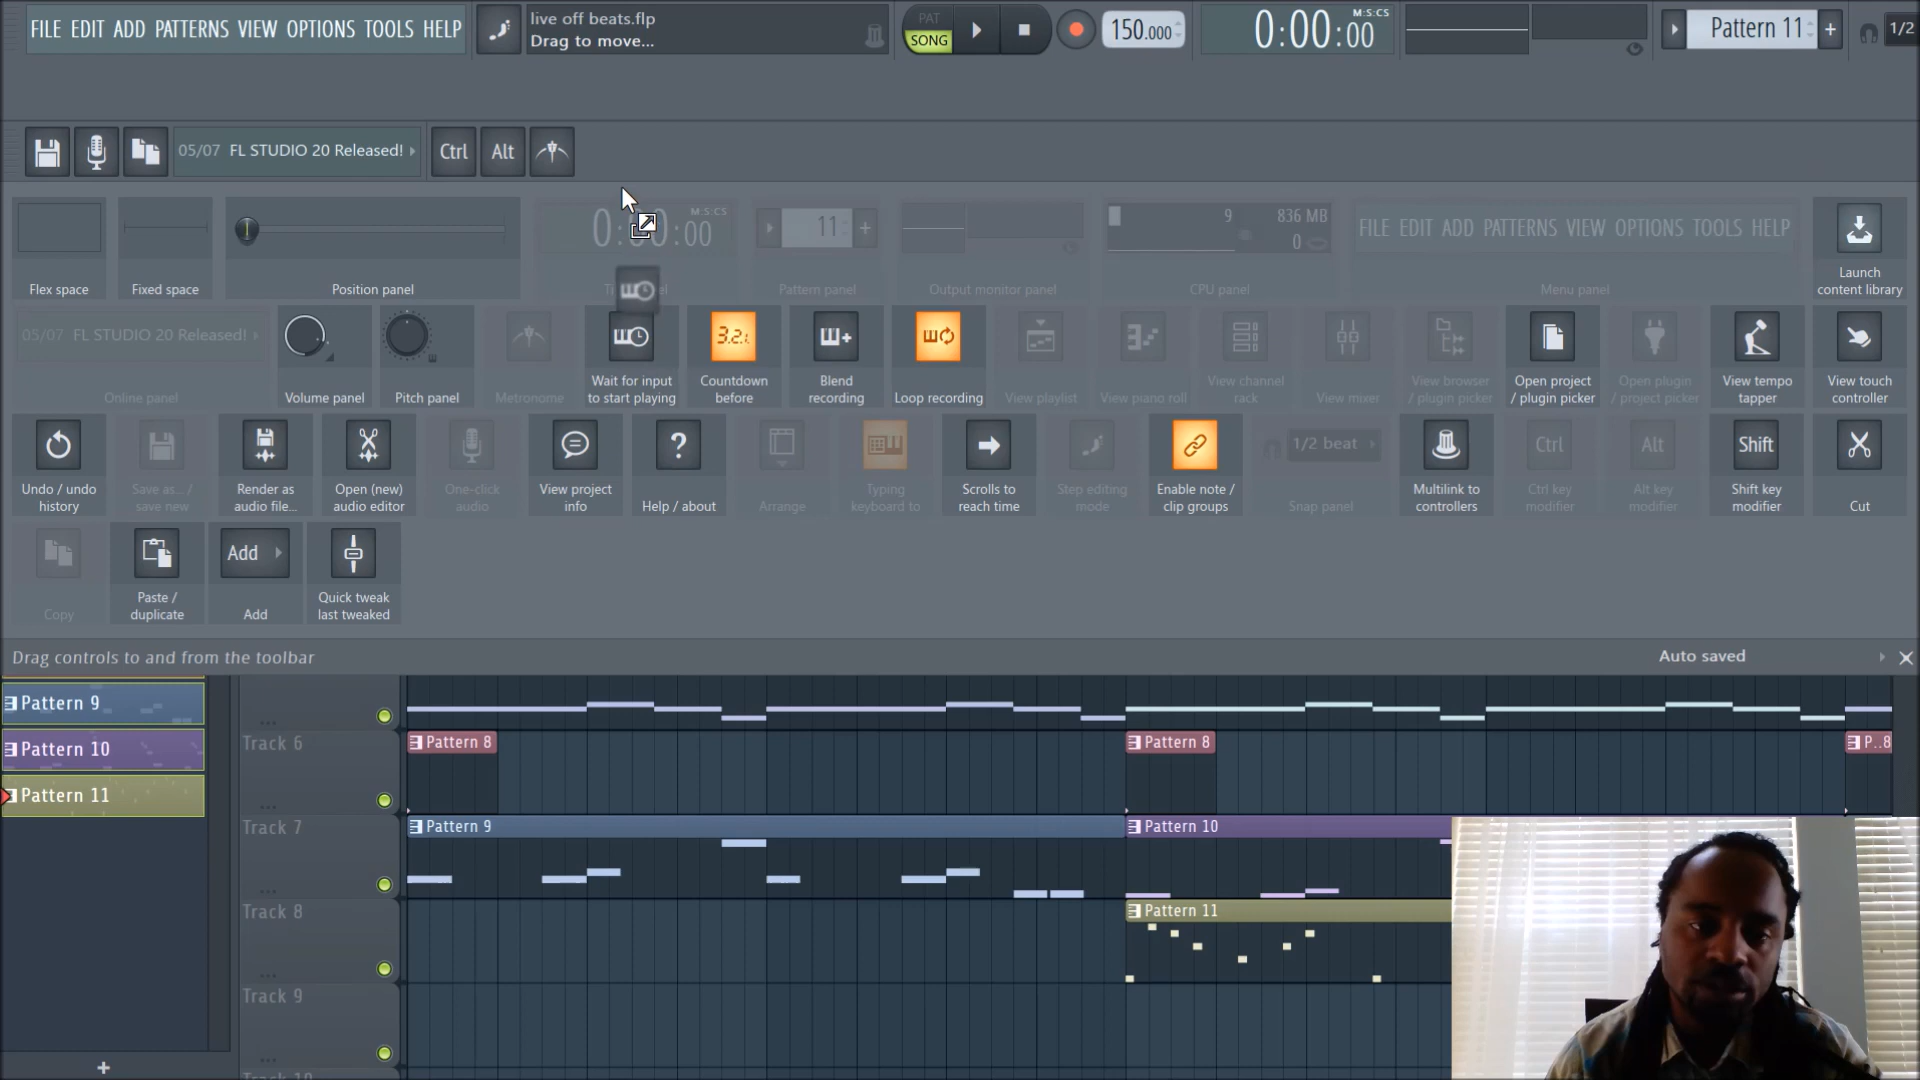 FILE EDIT ADD PATTERNS VIEW OPTIONS TOOLS HELP
live off beats.flp
Drag to move...
PAT
SONG
150.000
0:00:00
M:S:CS
Pattern 11
+
1/2
05/07 FL STUDIO 20 Released!
Ctrl
Alt
Flex space
Fixed space
Position panel
M:S:CS
11
+
Pattern panel
Output monitor panel
9
836 MB
0
CPU panel
FILE EDIT ADD PATTERNS VIEW OPTIONS TOOLS HELP
Menu panel
Launch
content library
05/07 FL STUDIO 20 Released!
Online panel
Volume panel
Pitch panel
Metronome
Wait for input
to start playing
Countdown
before
Blend
recording
Loop recording
View playlist
View piano roll
View channel
rack
View mixer
View browser
/ plugin picker
Open project
/ plugin picker
Open plugin
/ project picker
View tempo
tapper
View touch
controller
Undo / undo
history
Save as... /
save new
Render as
audio file...
Open (new)
audio editor
One-click
audio
View project
info
?
Help / about
Arrange
Typing
keyboard to
Scrolls to
reach time
Step editing
mode
Enable note /
clip groups
1/2 beat
Snap panel
Multilink to
controllers
Ctrl
Ctrl key
modifier
Alt
Alt key
modifier
Shift
Shift key
modifier
Cut
Copy
Paste /
duplicate
Add
Add
Quick tweak
last tweaked
Drag controls to and from the toolbar
Auto saved
Pattern 9
Pattern 10
Pattern 11
+
Track 6
Pattern 8
Pattern 8
P..8
Track 7
Pattern 9
Pattern 10
Track 8
Pattern 11
Track 9